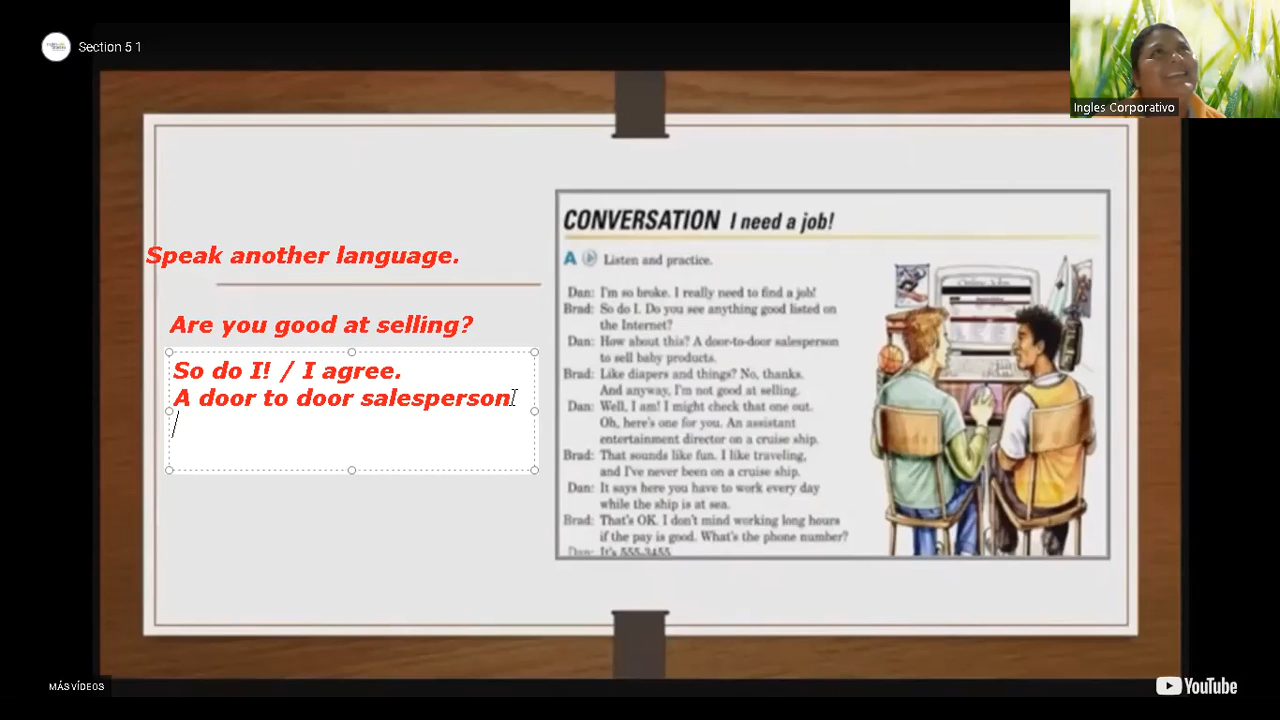 Section 5 1
Ingles Corporativo
Speak another language.
Are you good at selling?
So do I! / I agree.
A door to door salesperson
CONVERSATION I need a job!
A Listen and practice.
Dan: I'm so broke. I really need to find a job!
Brad: So do I. Do you see anything good listed on
the Internet?
Dan: How about this? A door-to-door salesperson
to sell baby products.
Brad: Like diapers and things? No, thanks.
And anyway, I'm not good at selling.
Dan: Well, I am! I might check that one out.
Oh, here's one for you. An assistant
entertainment director on a cruise ship.
Brad: That sounds like fun. I like traveling,
and I've never been on a cruise ship.
Dan: It says here you have to work every day
while the ship is at sea.
Brad: That's OK. I don't mind working long hours
if the pay is good. What's the phone number?
Dan: It's 555-3455
Online Jobs
MÁS VÍDEOS
YouTube